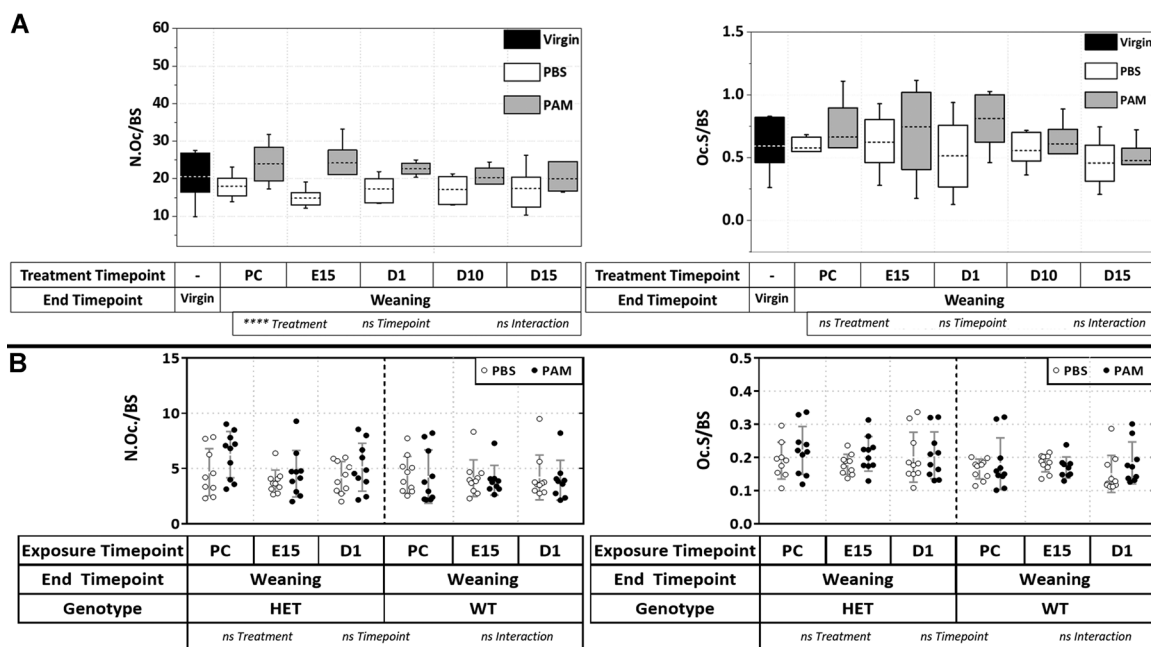 A
N.Oc/BS
60
50
40
30
20
10
Virgin
PBS
PAM
Treatment Timepoint - PC E15 D1 D10 D15
End Timepoint Virgin Weaning
**** Treatment ns Timepoint ns Interaction
Oc.S/BS
1.5
1.0
0.5
0.0
Virgin
PBS
PAM
Treatment Timepoint - PC E15 D1 D10 D15
End Timepoint Virgin Weaning
ns Treatment ns Timepoint ns Interaction
B
N.Oc./BS
15
10
5
0
PBS PAM
Exposure Timepoint PC E15 D1 PC E15 D1
End Timepoint Weaning Weaning
Genotype HET WT
ns Treatment ns Timepoint ns Interaction
Oc.S/BS
0.5
0.4
0.3
0.2
0.1
0.0
PBS PAM
Exposure Timepoint PC E15 D1 PC E15 D1
End Timepoint Weaning Weaning
Genotype HET WT
ns Treatment ns Timepoint ns Interaction